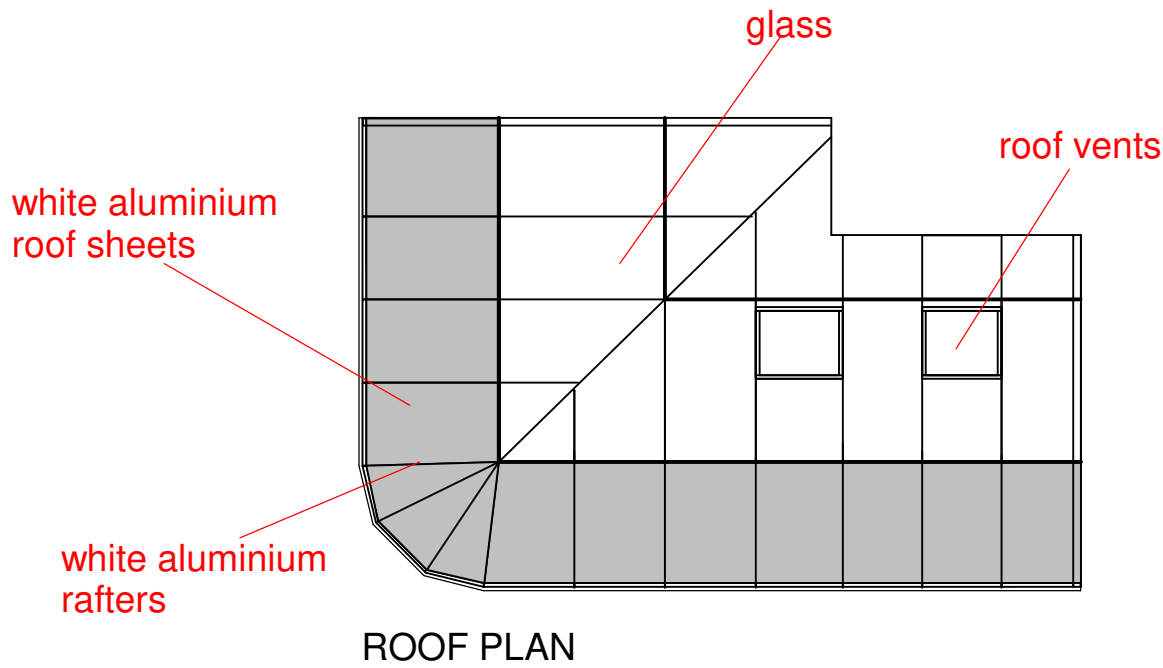 glass
roof vents
white aluminium
roof sheets
white aluminium
rafters
ROOF PLAN